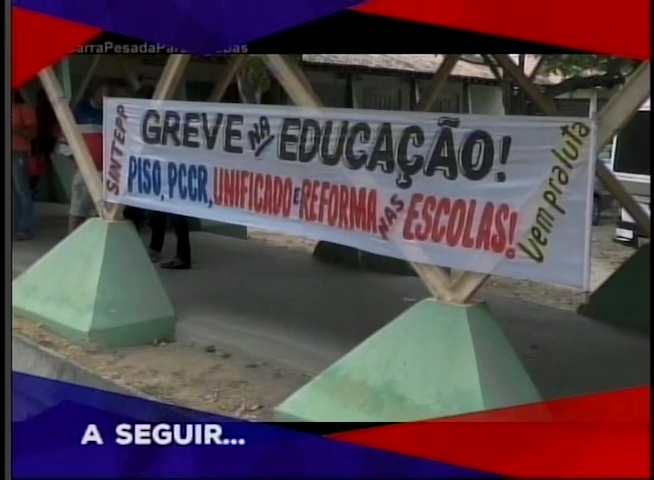 SINTEPP
GREVE NA EDUCAÇÃO!
PISO, PCCR, UNIFICADO E REFORMA NAS ESCOLAS!
Vem pra luta
A SEGUIR...